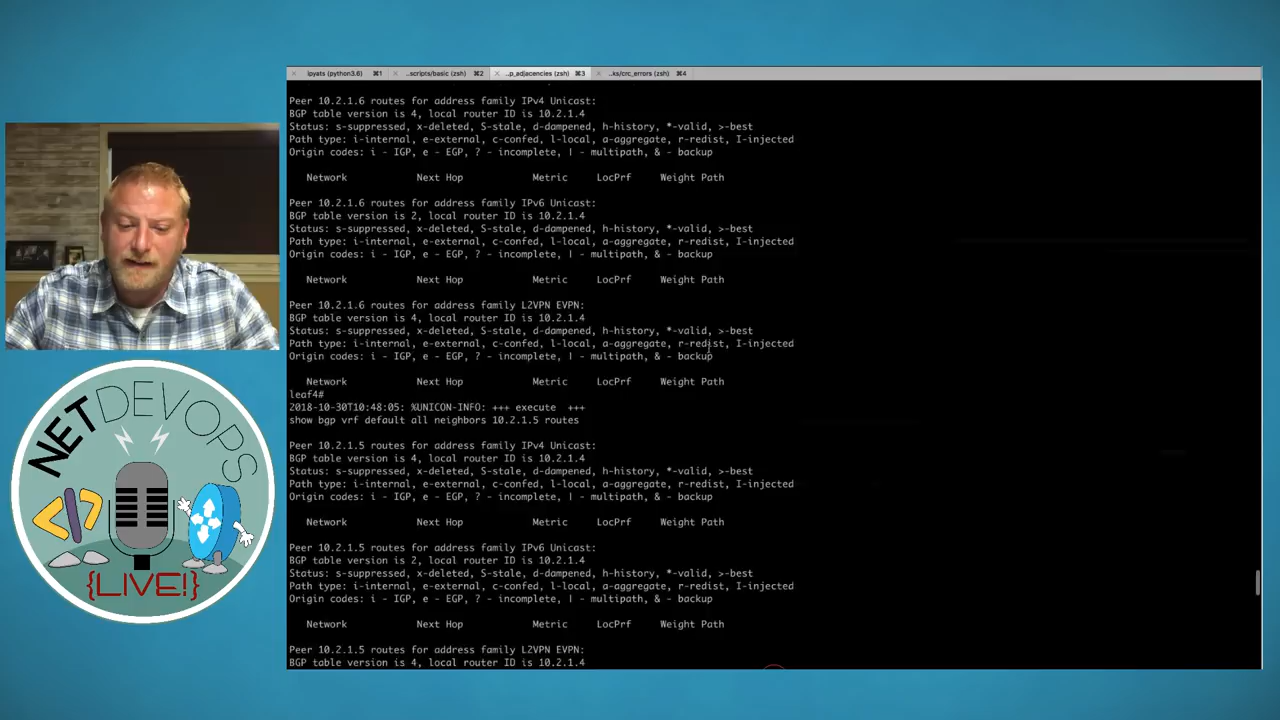 ipyats (python3.6) ⌘1 ..scripts/basic (zsh) ⌘2 ..p_adjacencies (zsh) ⌘3 ..ks/crc_errors (zsh) ⌘4
Peer 10.2.1.6 routes for address family IPv4 Unicast:
BGP table version is 4, local router ID is 10.2.1.4
Status: s-suppressed, x-deleted, S-stale, d-dampened, h-history, *-valid, >-best
Path type: i-internal, e-external, c-confed, l-local, a-aggregate, r-redist, I-injected
Origin codes: i - IGP, e - EGP, ? - incomplete, | - multipath, & - backup
Network Next Hop Metric LocPrf Weight Path
Peer 10.2.1.6 routes for address family IPv6 Unicast:
BGP table version is 2, local router ID is 10.2.1.4
Status: s-suppressed, x-deleted, S-stale, d-dampened, h-history, *-valid, >-best
Path type: i-internal, e-external, c-confed, l-local, a-aggregate, r-redist, I-injected
Origin codes: i - IGP, e - EGP, ? - incomplete, | - multipath, & - backup
Network Next Hop Metric LocPrf Weight Path
Peer 10.2.1.6 routes for address family L2VPN EVPN:
BGP table version is 4, local router ID is 10.2.1.4
Status: s-suppressed, x-deleted, S-stale, d-dampened, h-history, *-valid, >-best
Path type: i-internal, e-external, c-confed, l-local, a-aggregate, r-redist, I-injected
Origin codes: i - IGP, e - EGP, ? - incomplete, | - multipath, & - backup
Network Next Hop Metric LocPrf Weight Path
leaf4#
2018-10-30T10:48:05: %UNICON-INFO: +++ execute +++
show bgp vrf default all neighbors 10.2.1.5 routes
Peer 10.2.1.5 routes for address family IPv4 Unicast:
BGP table version is 4, local router ID is 10.2.1.4
Status: s-suppressed, x-deleted, S-stale, d-dampened, h-history, *-valid, >-best
Path type: i-internal, e-external, c-confed, l-local, a-aggregate, r-redist, I-injected
Origin codes: i - IGP, e - EGP, ? - incomplete, | - multipath, & - backup
Network Next Hop Metric LocPrf Weight Path
Peer 10.2.1.5 routes for address family IPv6 Unicast:
BGP table version is 2, local router ID is 10.2.1.4
Status: s-suppressed, x-deleted, S-stale, d-dampened, h-history, *-valid, >-best
Path type: i-internal, e-external, c-confed, l-local, a-aggregate, r-redist, I-injected
Origin codes: i - IGP, e - EGP, ? - incomplete, | - multipath, & - backup
Network Next Hop Metric LocPrf Weight Path
Peer 10.2.1.5 routes for address family L2VPN EVPN:
BGP table version is 4, local router ID is 10.2.1.4
NETDEVOPS
</>
{LIVE!}